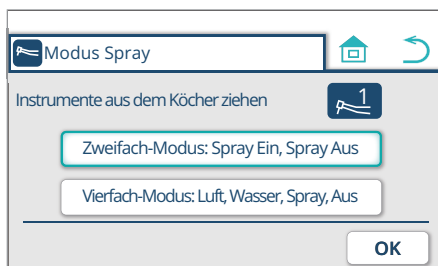 Modus Spray
Instrumente aus dem Köcher ziehen
1
Zweifach-Modus: Spray Ein, Spray Aus
Vierfach-Modus: Luft, Wasser, Spray, Aus
OK